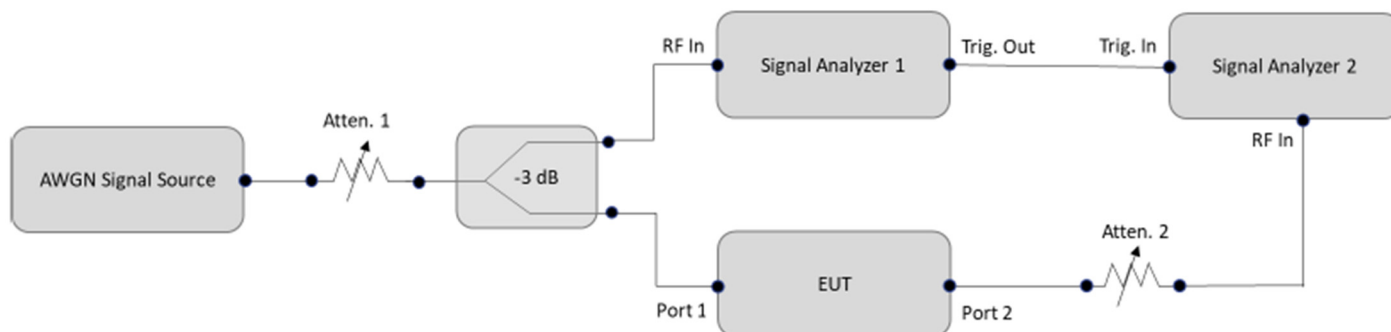 RF In
Signal Analyzer 1
Trig. Out
Trig. In
Signal Analyzer 2
RF In
Atten. 1
AWGN Signal Source
-3 dB
Atten. 2
EUT
Port 1
Port 2